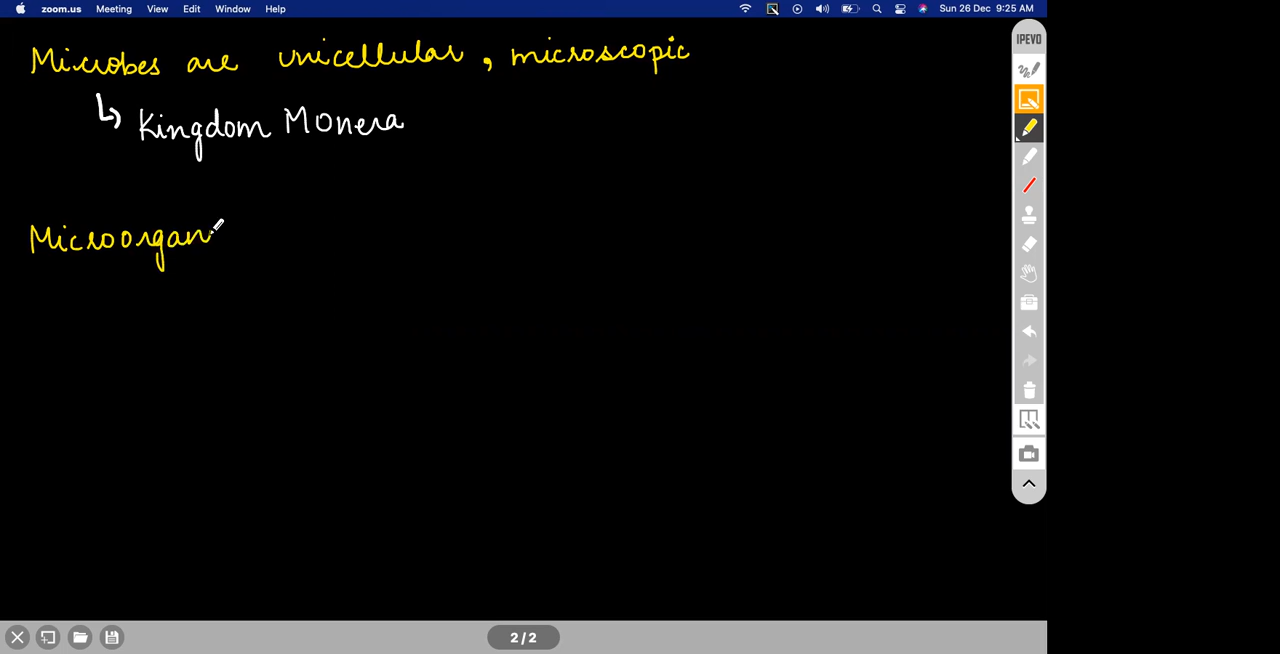 zoom.us Meeting View Edit Window Help Sun 26 Dec 9:25 AM
IPEVO
Microbes are unicellular, microscopic
↳ Kingdom Monera
Microorgan
2/2